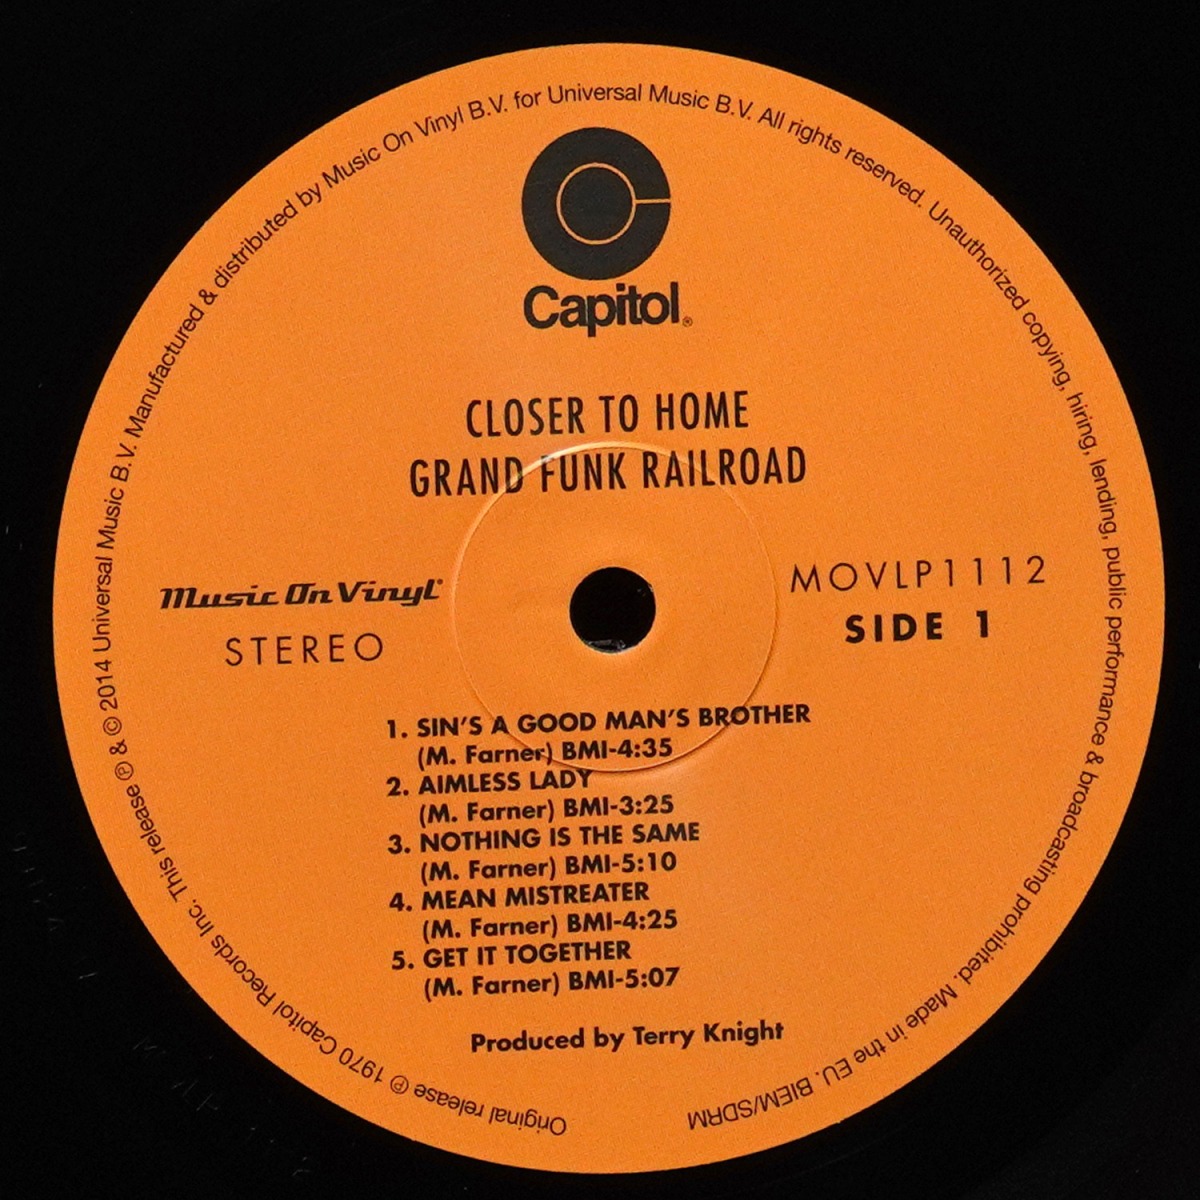 Original release ℗ 1970 Capitol Records Inc. This release ℗ & © 2014 Universal Music B.V. Manufactured & distributed by Music On Vinyl B.V. for Universal Music B.V. All rights reserved. Unauthorized copying, hiring, lending, public performance & broadcasting prohibited. Made in the EU. BIEM/SDRM
Capitol®
CLOSER TO HOME
GRAND FUNK RAILROAD
Music On Vinyl®
STEREO
MOVLP1112
SIDE 1
1. SIN'S A GOOD MAN'S BROTHER
(M. Farner) BMI-4:35
2. AIMLESS LADY
(M. Farner) BMI-3:25
3. NOTHING IS THE SAME
(M. Farner) BMI-5:10
4. MEAN MISTREATER
(M. Farner) BMI-4:25
5. GET IT TOGETHER
(M. Farner) BMI-5:07
Produced by Terry Knight